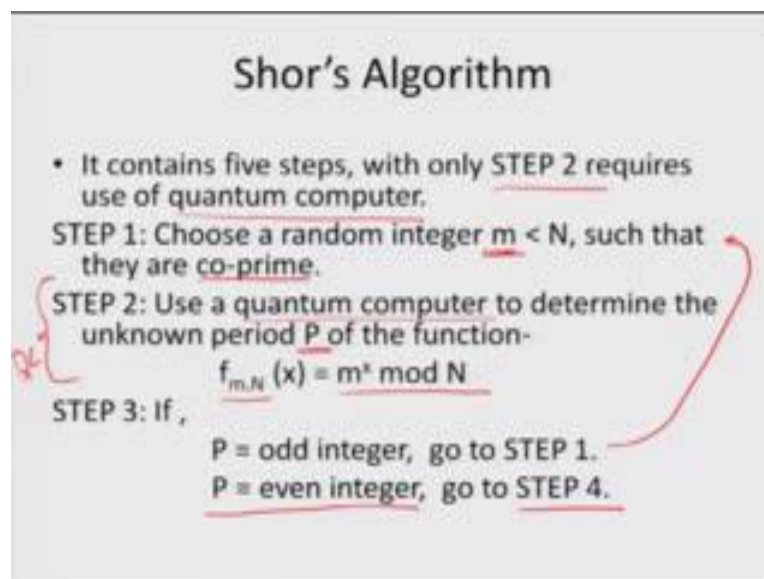 Shor's Algorithm
• It contains five steps, with only STEP 2 requires
use of quantum computer.
STEP 1: Choose a random integer m < N, such that
they are co-prime.
STEP 2: Use a quantum computer to determine the
unknown period P of the function-
f m,N (x) = mˣ mod N
STEP 3: If ,
P = odd integer, go to STEP 1.
P = even integer, go to STEP 4.